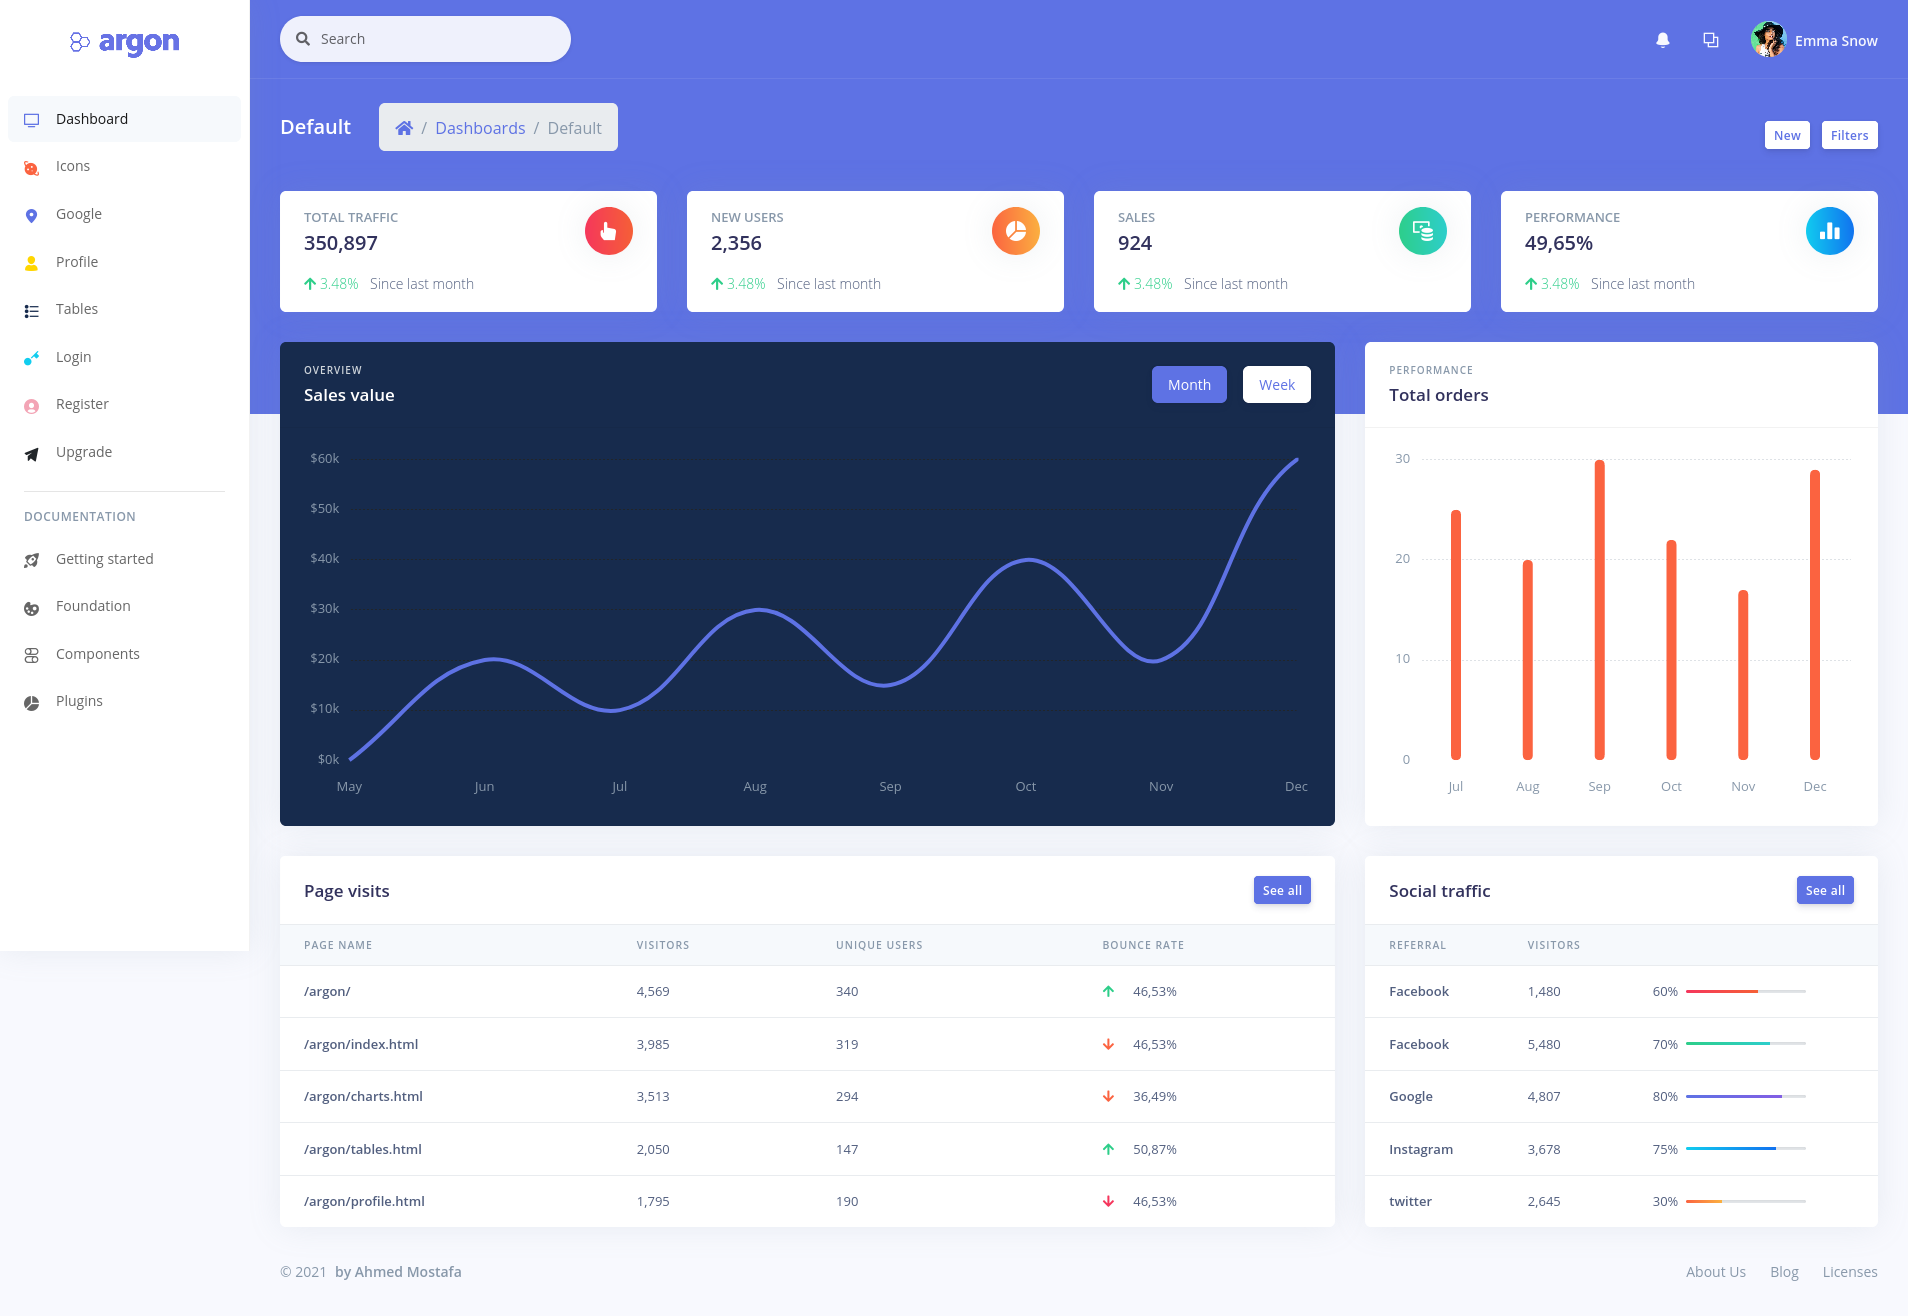 argon
Dashboard
Icons
Google
Profile
Tables
Login
Register
Upgrade
DOCUMENTATION
Getting started
Foundation
Components
Plugins
Search
Emma Snow
Default
/ Dashboards / Default
New
Filters
TOTAL TRAFFIC
350,897
3.48% Since last month
NEW USERS
2,356
3.48% Since last month
SALES
924
3.48% Since last month
PERFORMANCE
49,65%
3.48% Since last month
OVERVIEW
Sales value
Month
Week
$60k
$50k
$40k
$30k
$20k
$10k
$0k
May Jun Jul Aug Sep Oct Nov Dec
PERFORMANCE
Total orders
30
20
10
0
Jul Aug Sep Oct Nov Dec
Page visits
See all
PAGE NAME VISITORS UNIQUE USERS BOUNCE RATE
/argon/ 4,569 340 46,53%
/argon/index.html 3,985 319 46,53%
/argon/charts.html 3,513 294 36,49%
/argon/tables.html 2,050 147 50,87%
/argon/profile.html 1,795 190 46,53%
Social traffic
See all
REFERRAL VISITORS
Facebook 1,480 60%
Facebook 5,480 70%
Google 4,807 80%
Instagram 3,678 75%
twitter 2,645 30%
© 2021 by Ahmed Mostafa
About Us Blog Licenses